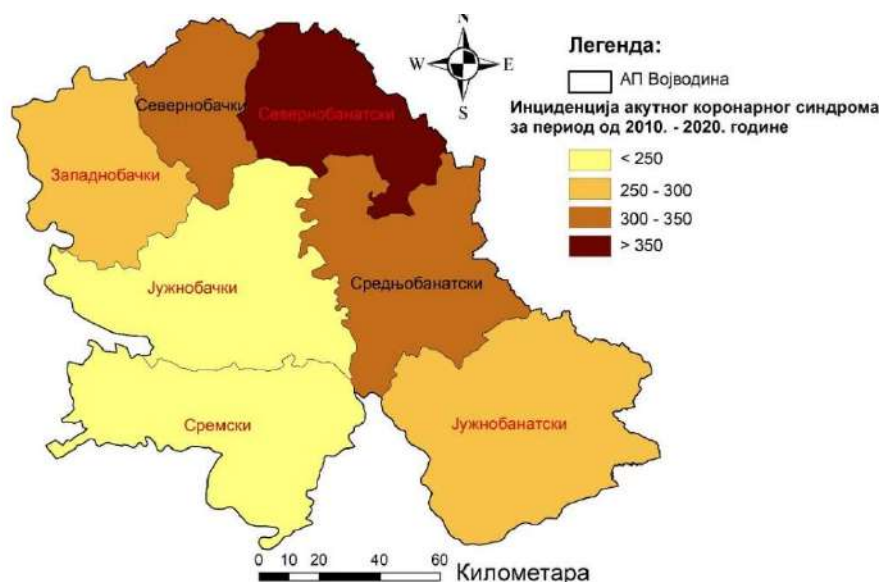 N
W E
S
Легенда:
АП Војводина
Инциденција акутног коронарног синдрома
за период од 2010. - 2020. године
< 250
250 - 300
300 - 350
> 350
Севернобачки
Севернобанатски
Западнобачки
Јужнобачки
Средњобанатски
Сремски
Јужнобанатски
0 10 20 40 60
Километара